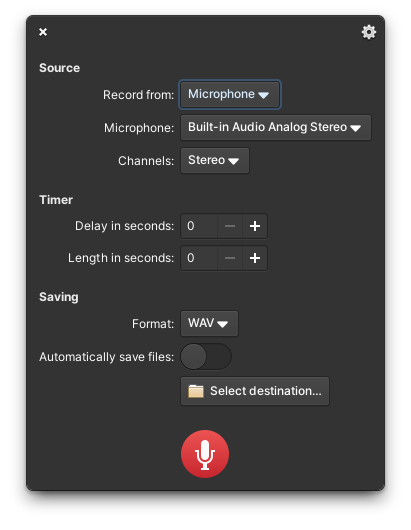 Source
Record from: Microphone
Microphone: Built-in Audio Analog Stereo
Channels: Stereo
Timer
Delay in seconds: 0
Length in seconds: 0
Saving
Format: WAV
Automatically save files:
Select destination...